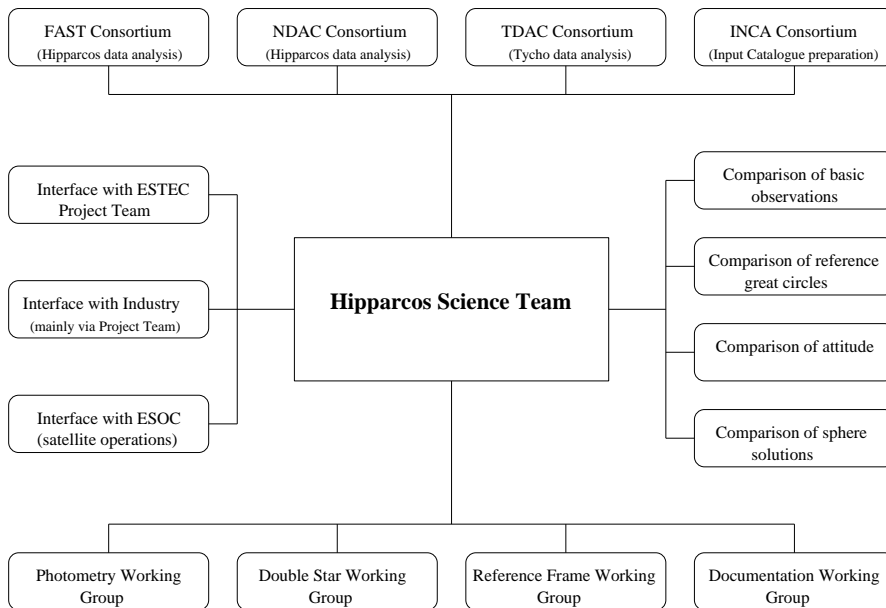 FAST Consortium
(Hipparcos data analysis)
NDAC Consortium
(Hipparcos data analysis)
TDAC Consortium
(Tycho data analysis)
INCA Consortium
(Input Catalogue preparation)
Interface with ESTEC
Project Team
Interface with Industry
(mainly via Project Team)
Interface with ESOC
(satellite operations)
Hipparcos Science Team
Comparison of basic
observations
Comparison of reference
great circles
Comparison of attitude
Comparison of sphere
solutions
Photometry Working
Group
Double Star Working
Group
Reference Frame Working
Group
Documentation Working
Group